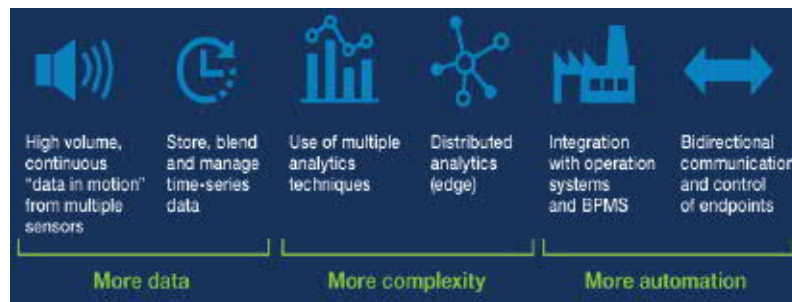 High volume,
continuous
"data in motion"
from multiple
sensors
Store, blend
and manage
time-series
data
Use of multiple
analytics
techniques
Distributed
analytics
(edge)
Integration
with operation
systems
and BPMS
Bidirectional
communication
and control
of endpoints
More data
More complexity
More automation